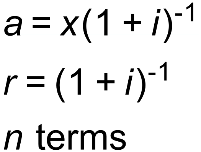 a = x(1 + i)⁻¹
r = (1 + i)⁻¹
n terms